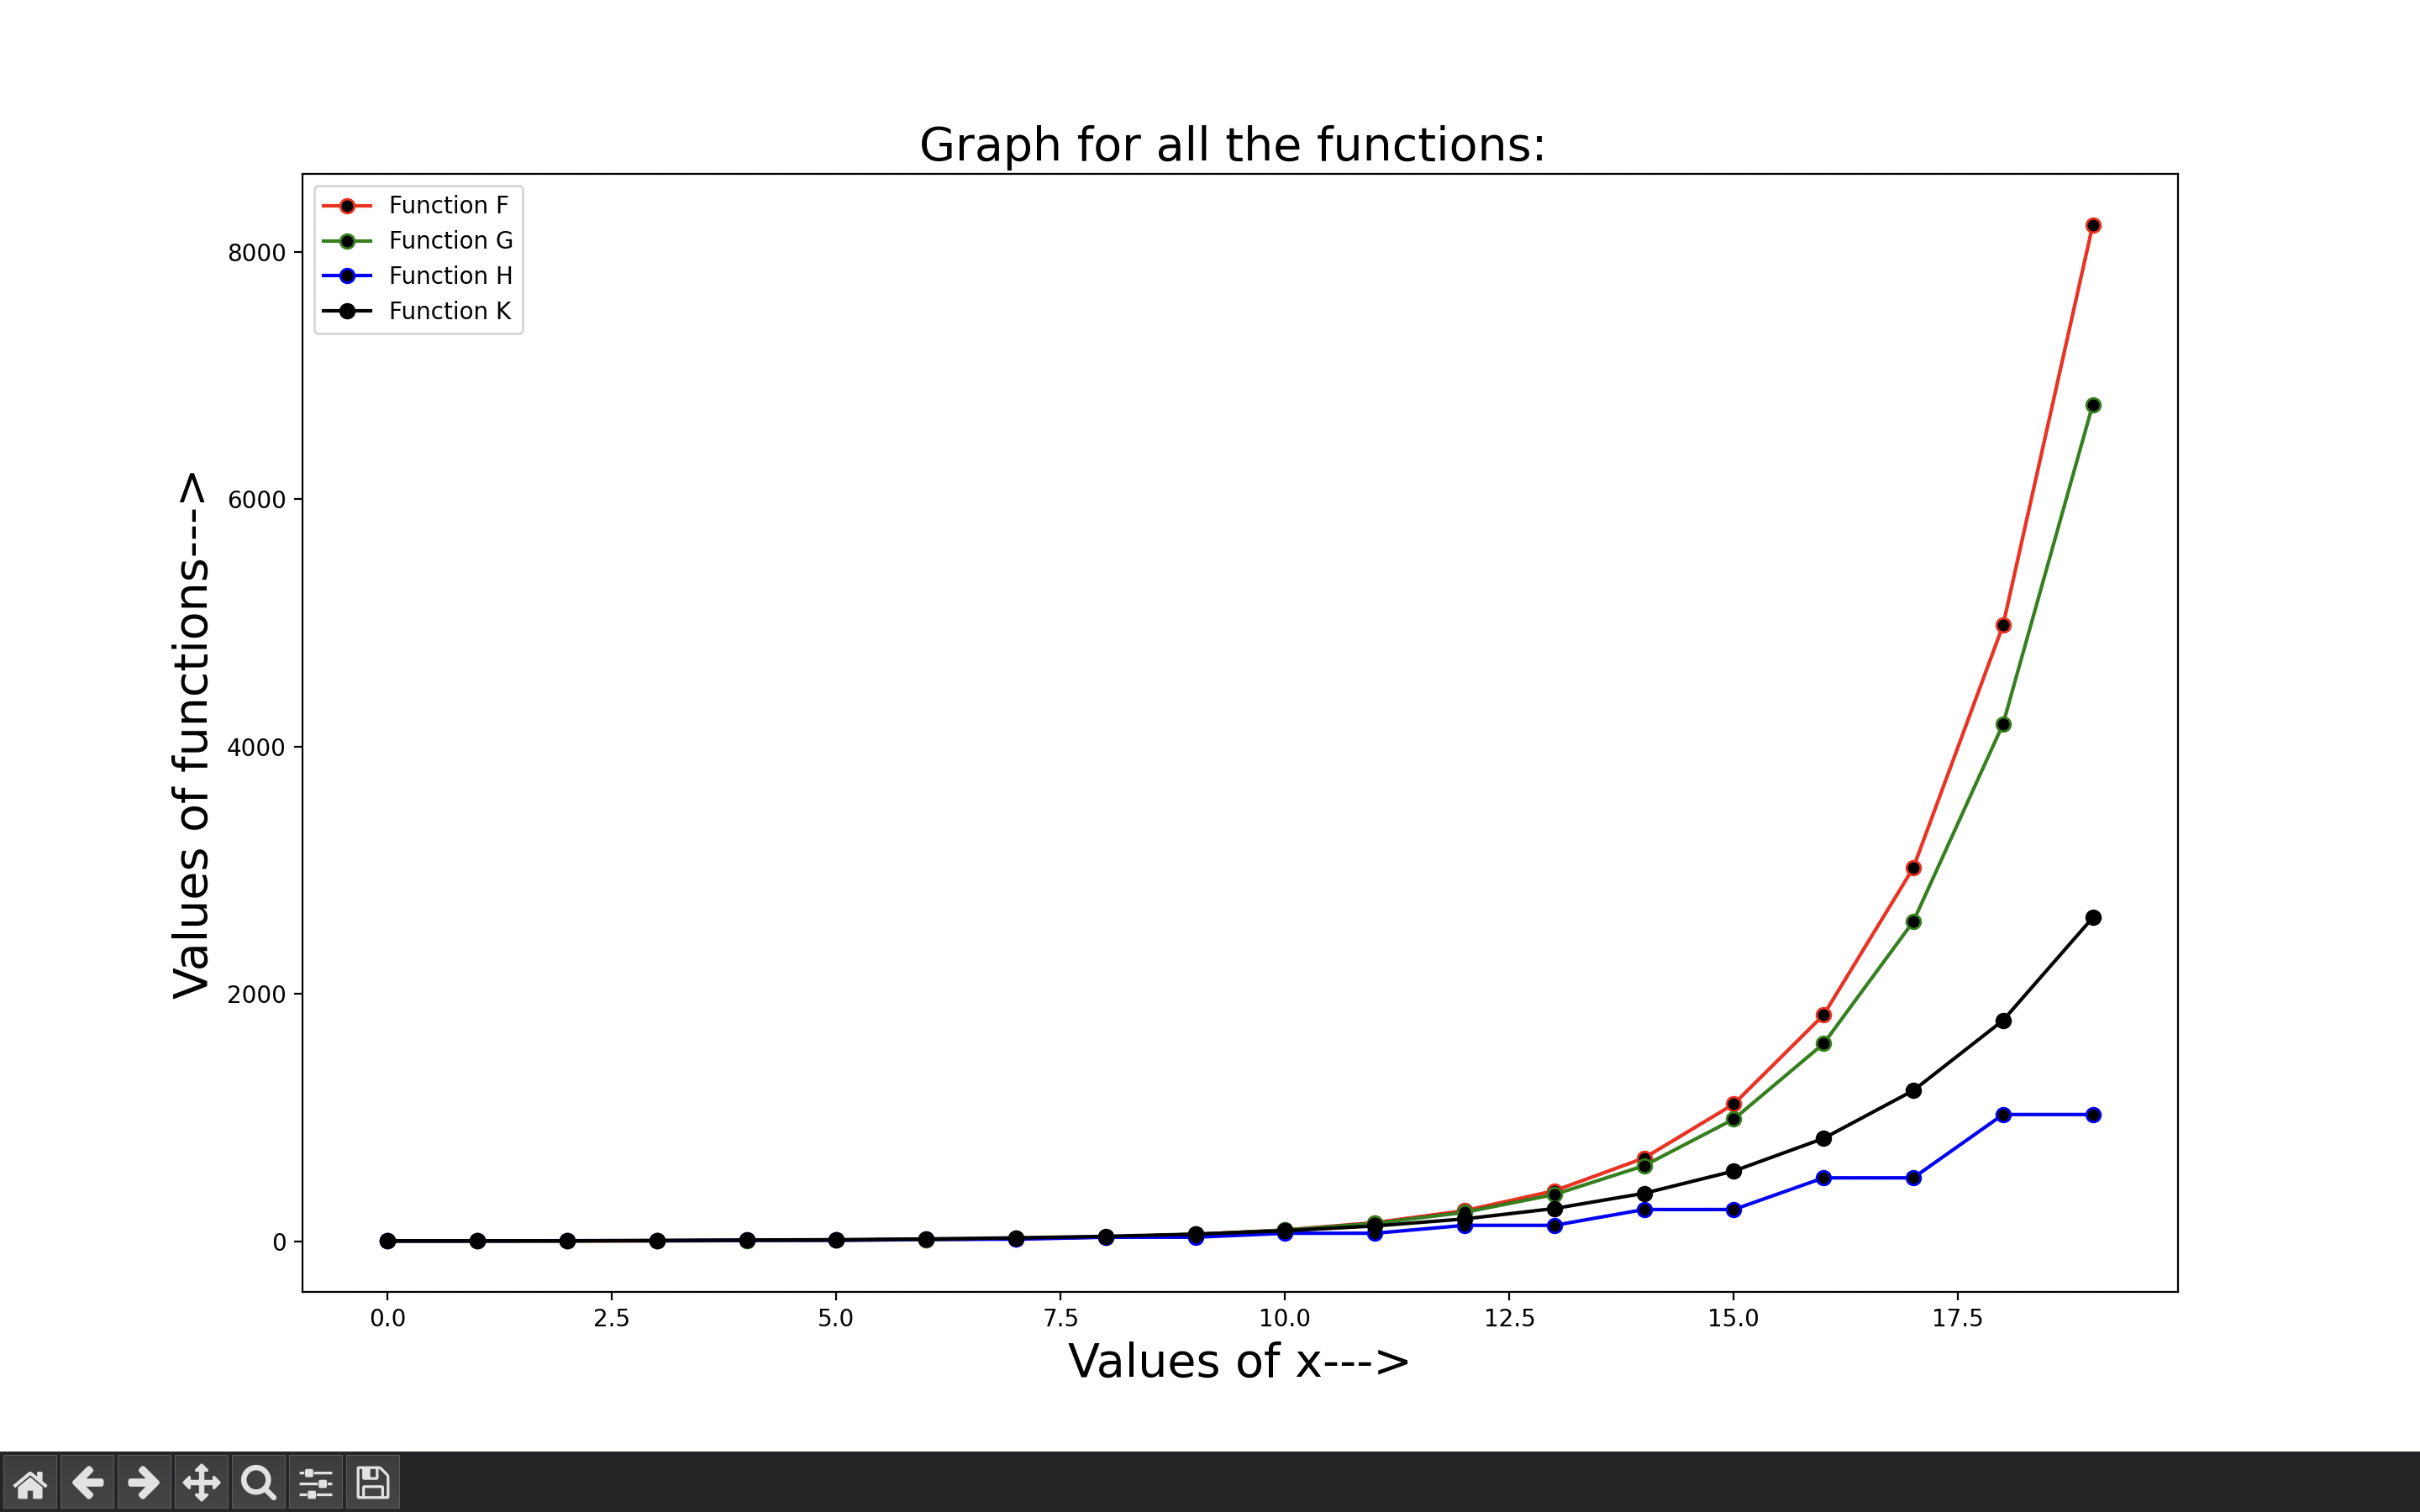 Graph for all the functions:
Function F
Function G
Function H
Function K
Values of functions--->
8000
6000
4000
2000
0
0.0 2.5 5.0 7.5 10.0 12.5 15.0 17.5
Values of x--->